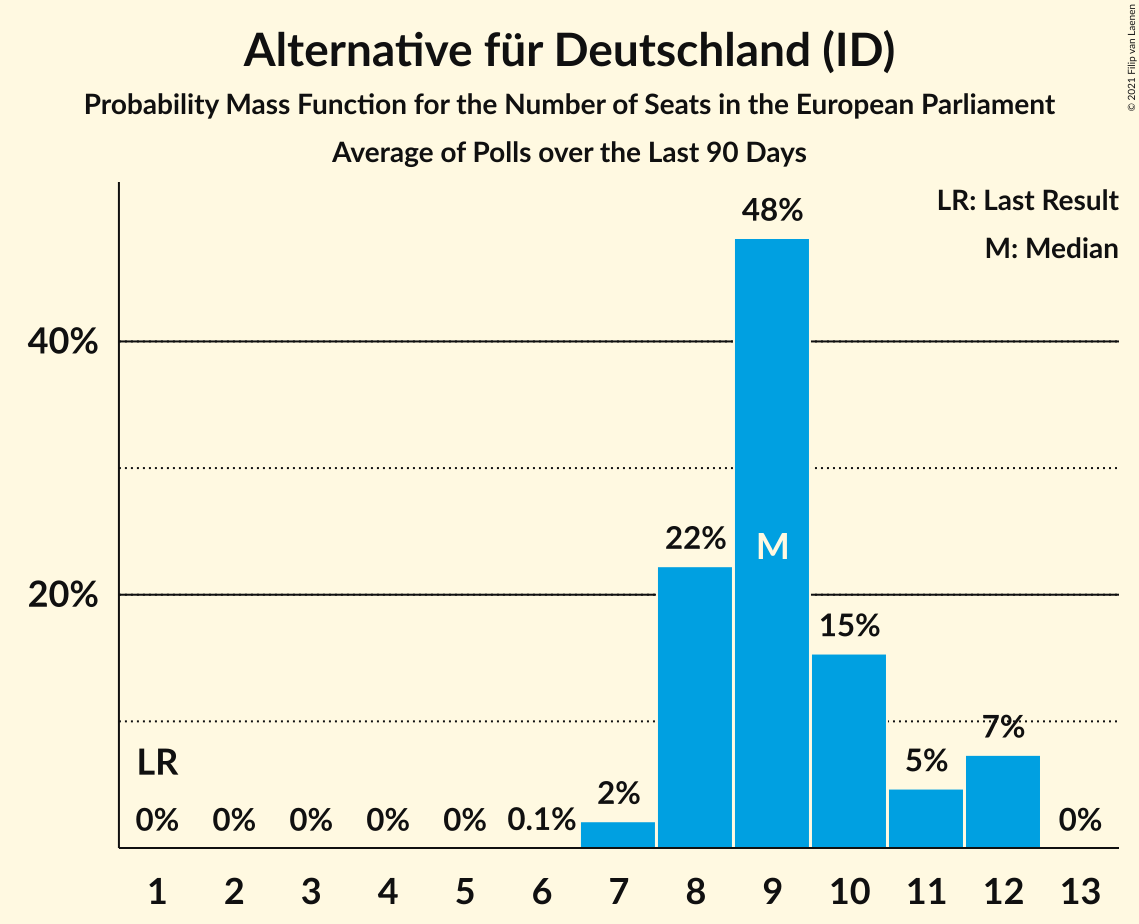 Alternative für Deutschland (ID)
Probability Mass Function for the Number of Seats in the European Parliament
Average of Polls over the Last 90 Days
© 2021 Filip van Laenen
LR: Last Result
M: Median
48%
40%
22%
M
20%
15%
7%
LR
5%
2%
0% 0% 0% 0% 0% 0.1% 0%
1 2 3 4 5 6 7 8 9 10 11 12 13